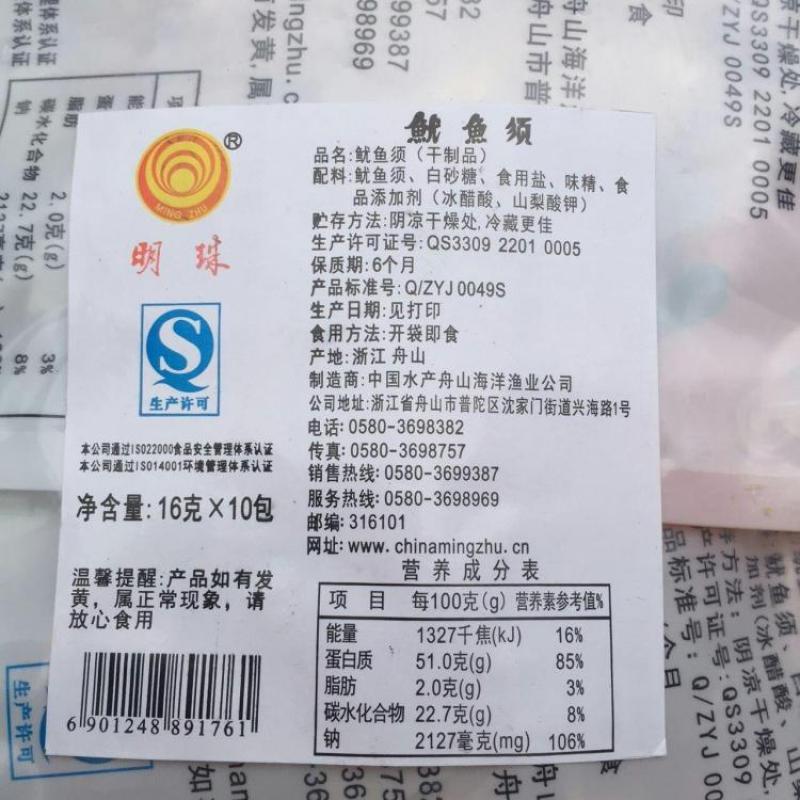 鱿鱼须
品名:鱿鱼须（干制品）
配料:鱿鱼须、白砂糖、食用盐、味精、食
品添加剂（冰醋酸、山梨酸钾）
贮存方法:阴凉干燥处,冷藏更佳
生产许可证号:QS3309 2201 0005
保质期:6个月
产品标准号:Q/ZYJ 0049S
生产日期:见打印
食用方法:开袋即食
产地:浙江 舟山
制造商:中国水产舟山海洋渔业公司
公司地址:浙江省舟山市普陀区沈家门街道兴海路1号
电话: 0580-3698382
传真: 0580-3698757
销售热线: 0580-3699387
服务热线: 0580-3698969
邮编: 316101
网址: www.chinamingzhu.cn
®
MING ZHU
明珠
S
生产许可
本公司通过ISO22000食品安全管理体系认证
本公司通过ISO14001环境管理体系认证
净含量:16克×10包
温馨提醒:产品如有发
黄，属正常现象，请
放心食用
6 901248 891761
营养成分表
项 目 每100克(g) 营养素参考值%
能量 1327千焦(kJ) 16%
蛋白质 51.0克(g) 85%
脂肪 2.0克(g) 3%
碳水化合物 22.7克(g) 8%
钠 2127毫克(mg) 106%